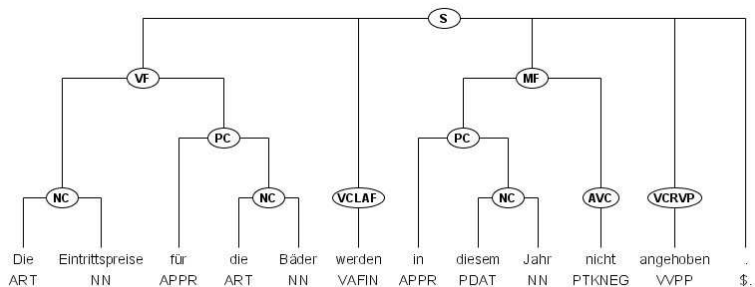 S
VF MF
PC PC
NC NC VCLAF NC AVC VCRVP
Die Eintrittspreise für die Bäder werden in diesem Jahr nicht angehoben .
ART NN APPR ART NN VAFIN APPR PDAT NN PTKNEG VVPP $.